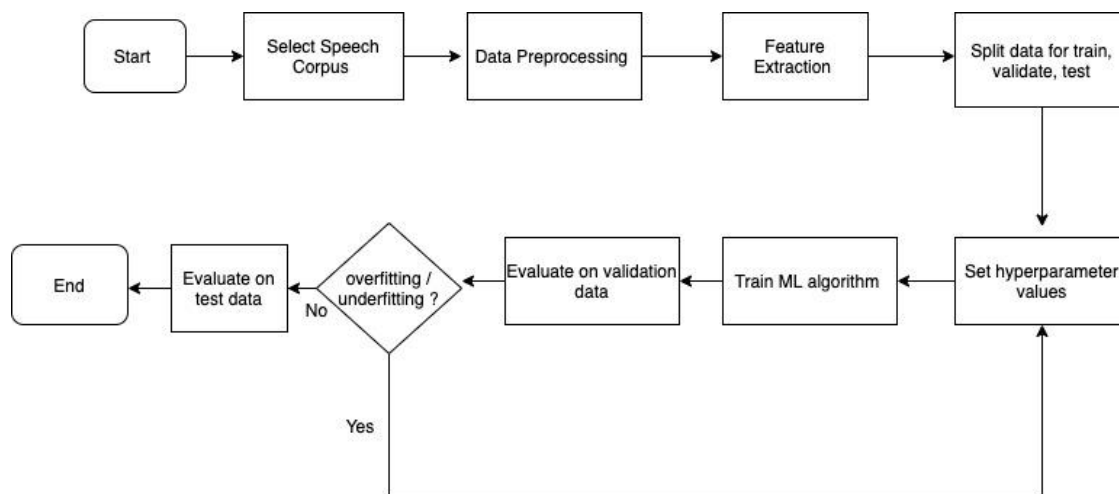 Start
Select Speech
Corpus
Data Preprocessing
Feature
Extraction
Split data for train,
validate, test
Set hyperparameter
values
Train ML algorithm
Evaluate on validation
data
overfitting /
underfitting ?
No
Evaluate on
test data
End
Yes